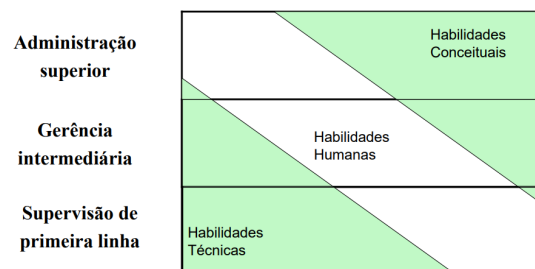 Administração
superior
Habilidades
Conceituais
Gerência
intermediária
Habilidades
Humanas
Supervisão de
primeira linha
Habilidades
Técnicas